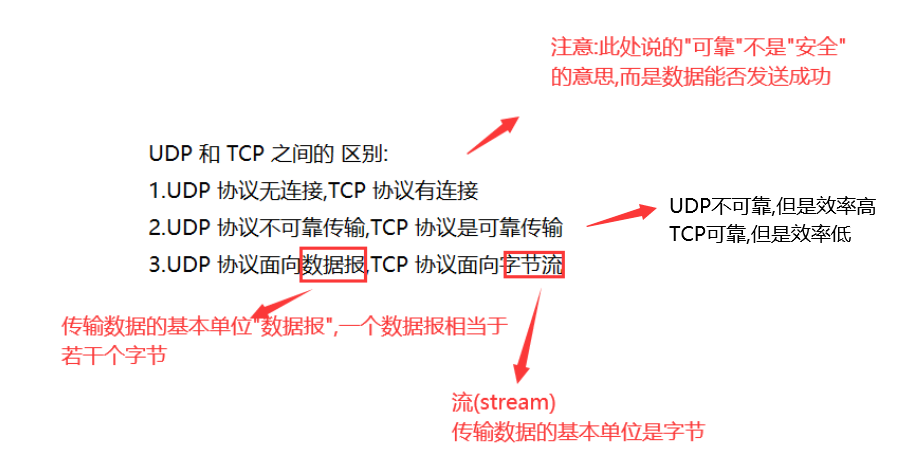 注意:此处说的"可靠"不是"安全"
的意思,而是数据能否发送成功
UDP 和 TCP 之间的 区别:
1.UDP 协议无连接,TCP 协议有连接
2.UDP 协议不可靠传输,TCP 协议是可靠传输
UDP不可靠,但是效率高
TCP可靠,但是效率低
3.UDP 协议面向数据报,TCP 协议面向字节流
传输数据的基本单位"数据报",一个数据报相当于
若干个字节
流(stream)
传输数据的基本单位是字节